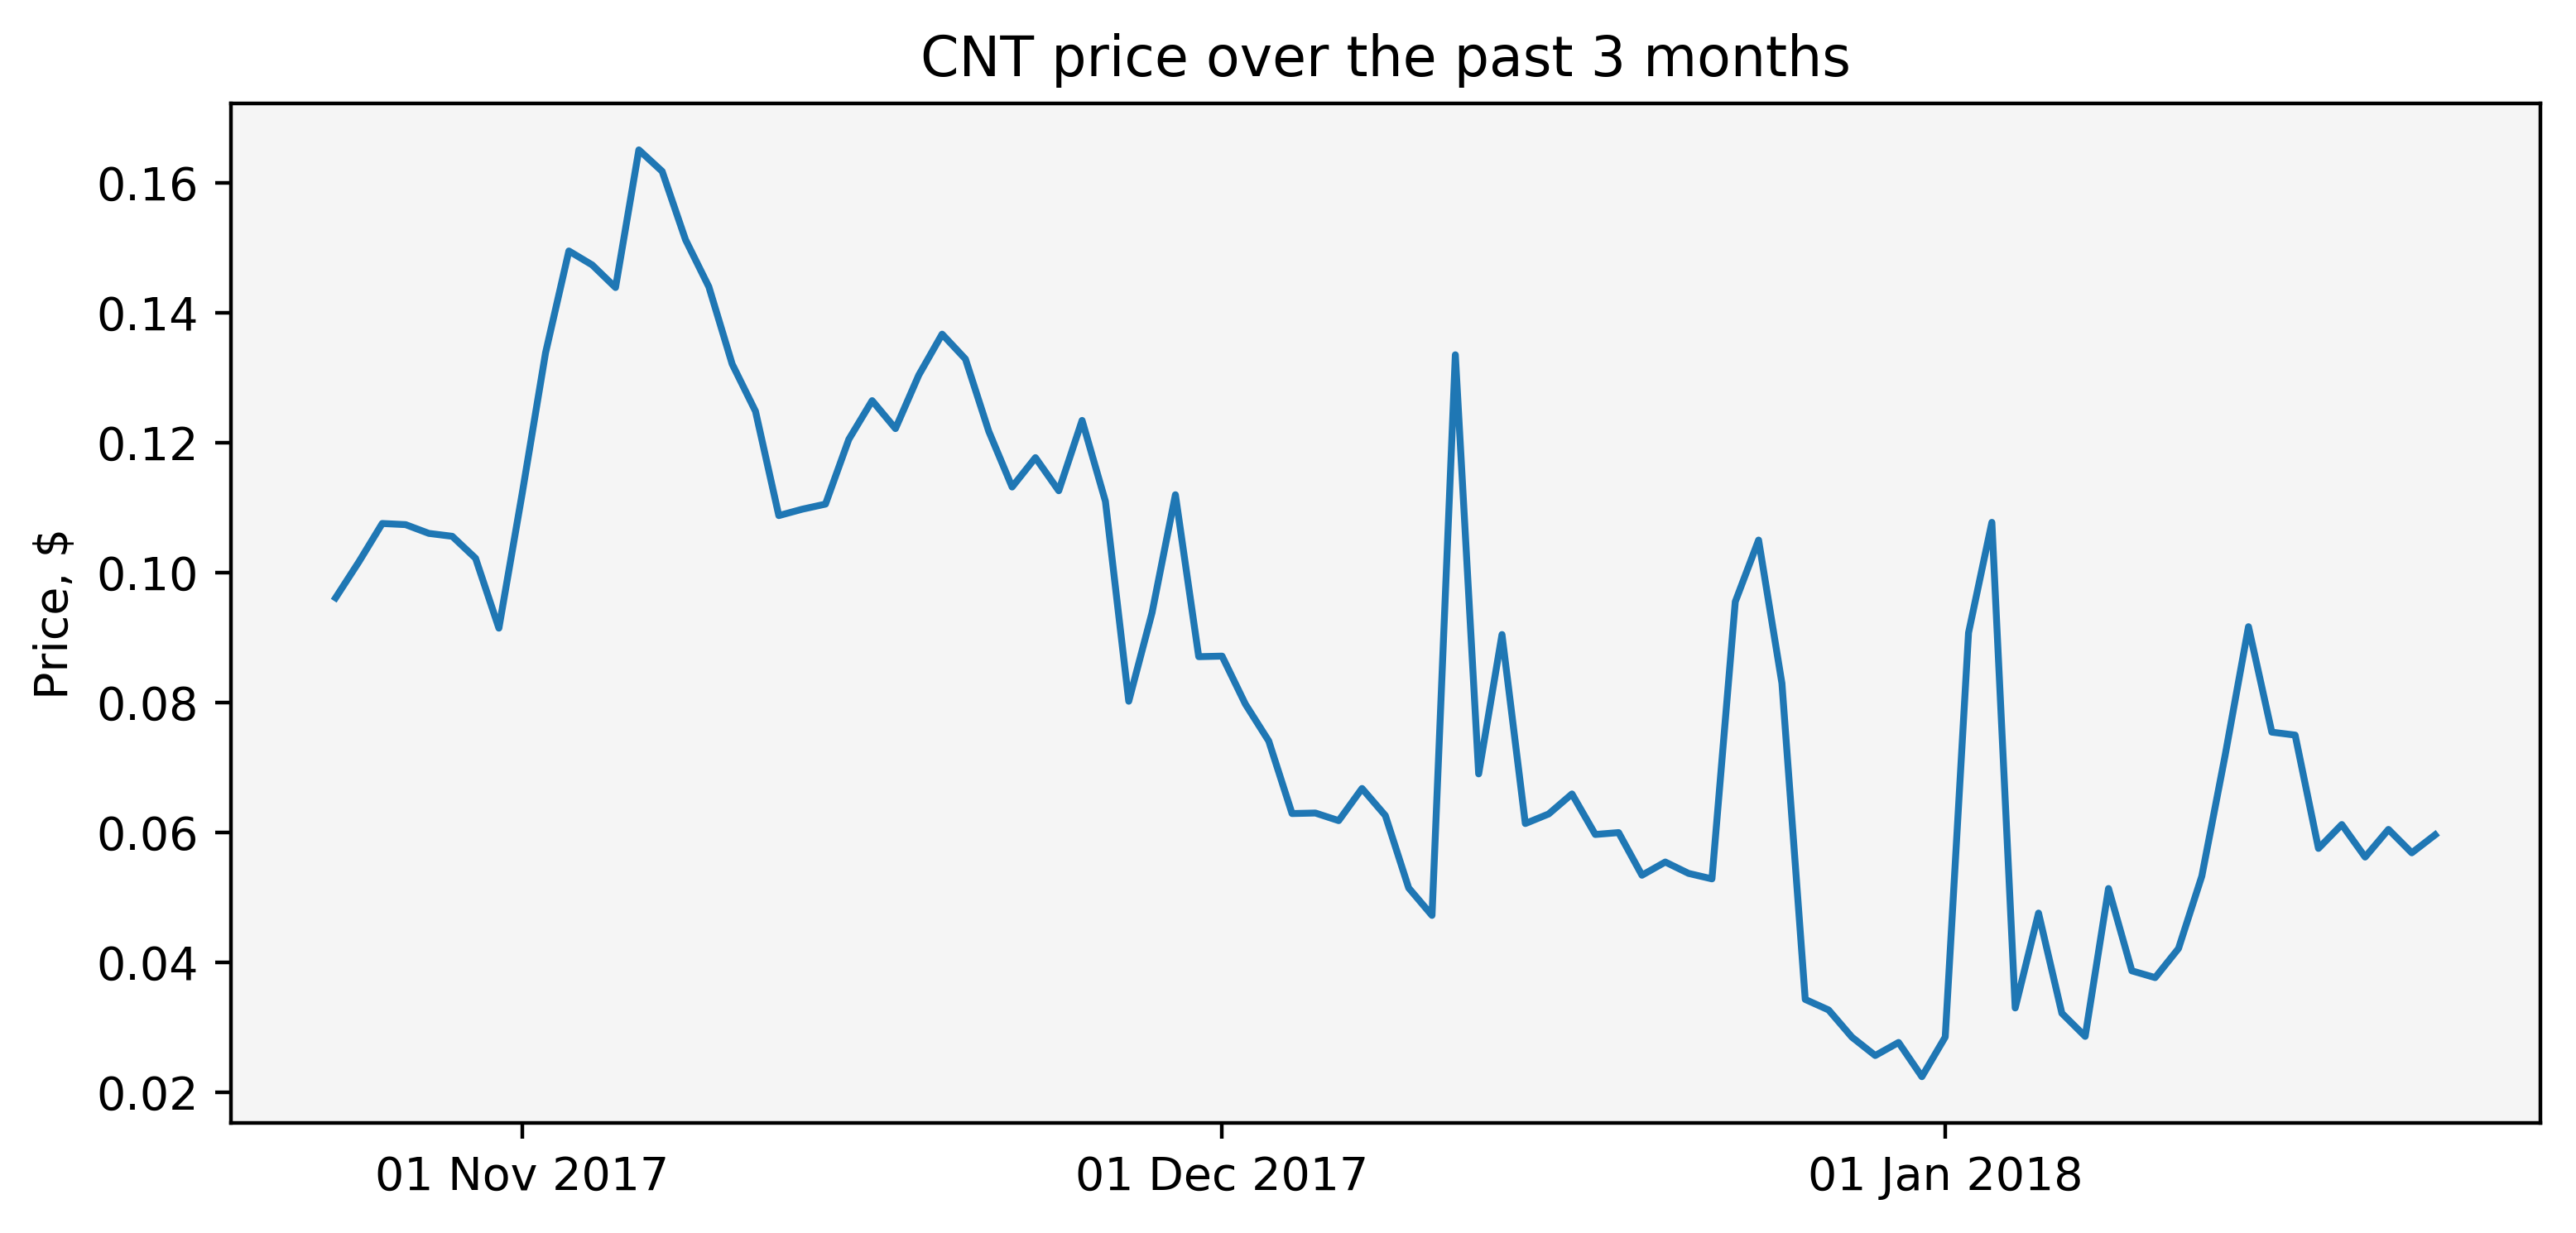 CNT price over the past 3 months
Price, $
0.16
0.14
0.12
0.10
0.08
0.06
0.04
0.02
01 Nov 2017
01 Dec 2017
01 Jan 2018